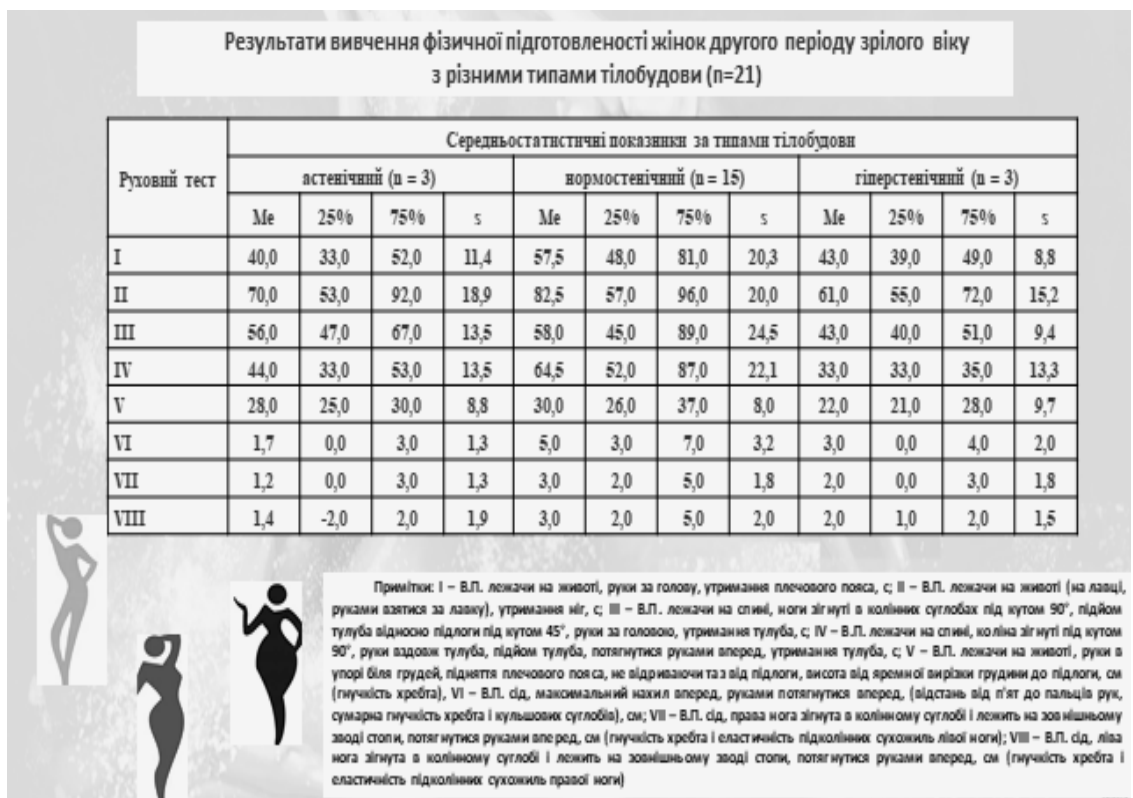 Результати вивчення фізичної підготовленості жінок другого періоду зрілого віку
з різними типами тілобудови (n=21)
Руховий тест
Середньостатистичні показники за типами тілобудови
астенічний (n = 3) нормостенічний (n = 15) гіперстенічний (n = 3)
Me 25% 75% s Me 25% 75% s Me 25% 75% s
I 40,0 33,0 52,0 11,4 57,5 48,0 81,0 20,3 43,0 39,0 49,0 8,8
II 70,0 53,0 92,0 18,9 82,5 57,0 96,0 20,0 61,0 55,0 72,0 15,2
III 56,0 47,0 67,0 13,5 58,0 45,0 89,0 24,5 43,0 40,0 51,0 9,4
IV 44,0 33,0 53,0 13,5 64,5 52,0 87,0 22,1 33,0 33,0 35,0 13,3
V 28,0 25,0 30,0 8,8 30,0 26,0 37,0 8,0 22,0 21,0 28,0 9,7
VI 1,7 0,0 3,0 1,3 5,0 3,0 7,0 3,2 3,0 0,0 4,0 2,0
VII 1,2 0,0 3,0 1,3 3,0 2,0 5,0 1,8 2,0 0,0 3,0 1,8
VIII 1,4 -2,0 2,0 1,9 3,0 2,0 5,0 2,0 2,0 1,0 2,0 1,5
Примітки: I – В.П. лежачи на животі, руки за голову, утримання плечового пояса, с; II – В.П. лежачи на животі (на лавці,
руками взятися за лавку), утримання ніг, с; III – В.П. лежачи на спині, ноги зігнуті в колінних суглобах під кутом 90°, підйом
тулуба відносно підлоги під кутом 45°, руки за головою, утримання тулуба, с; IV – В.П. лежачи на спині, коліна зігнуті під кутом
90°, руки вздовж тулуба, підйом тулуба, потягнутися руками вперед, утримання тулуба, с; V – В.П. лежачи на животі, руки в
упорі біля грудей, підняття плечового пояса, не відриваючи таз від підлоги, висота від яремної вирізки грудини до підлоги, см
(гнучкість хребта), VI – В.П. сід, максимальний нахил вперед, руками потягнутися вперед, (відстань від п'ят до пальців рук,
сумарна гнучкість хребта і кульшових суглобів), см; VII – В.П. сід, права нога зігнута в колінному суглобі і лежить на зовнішньому
зводі стопи, потягнутися руками вперед, см (гнучкість хребта і еластичність підколінних сухожиль лівої ноги); VIII – В.П. сід, ліва
нога зігнута в колінному суглобі і лежить на зовнішньому зводі стопи, потягнутися руками вперед, см (гнучкість хребта і
еластичність підколінних сухожиль правої ноги)